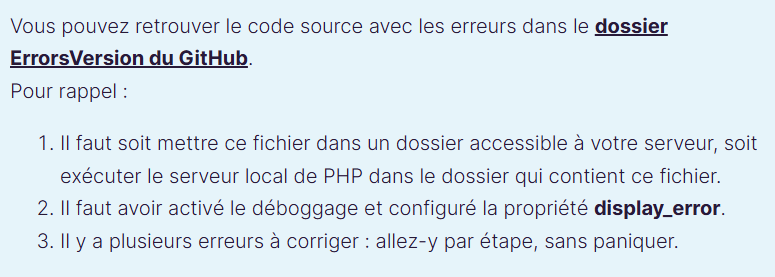 Vous pouvez retrouver le code source avec les erreurs dans le dossier
ErrorsVersion du GitHub.
Pour rappel :
1. Il faut soit mettre ce fichier dans un dossier accessible à votre serveur, soit
exécuter le serveur local de PHP dans le dossier qui contient ce fichier.
2. Il faut avoir activé le déboggage et configuré la propriété display_error.
3. Il y a plusieurs erreurs à corriger : allez-y par étape, sans paniquer.